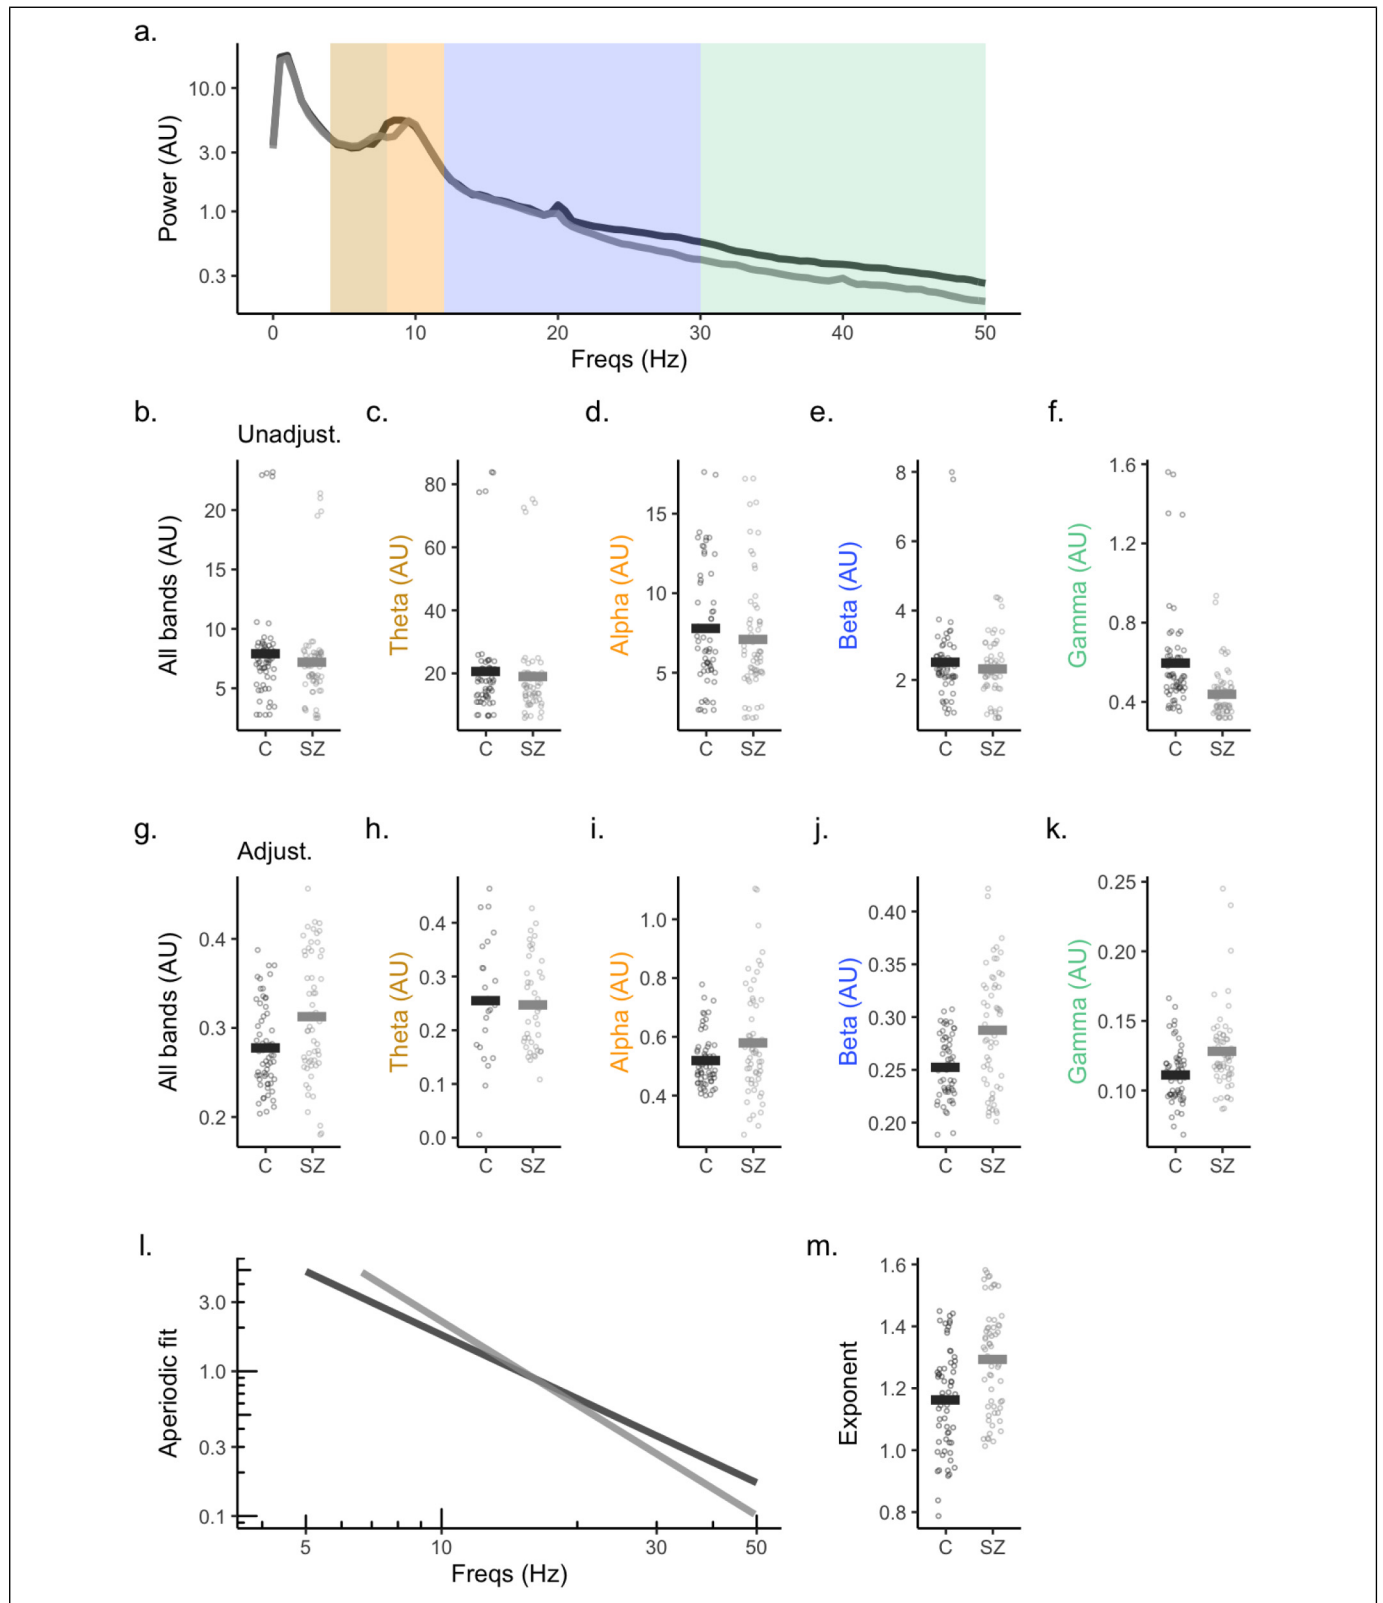 a.
Power (AU)
10.0
3.0
1.0
0.3
0 10 20 30 40 50
Freqs (Hz)
b. c. d. e. f.
Unadjust.
All bands (AU)
20
15
10
5
C SZ
Theta (AU)
80
60
40
20
C SZ
Alpha (AU)
15
10
5
C SZ
Beta (AU)
8
6
4
2
C SZ
Gamma (AU)
1.6
1.2
0.8
0.4
C SZ
g. h. i. j. k.
Adjust.
All bands (AU)
0.4
0.3
0.2
C SZ
Theta (AU)
0.4
0.3
0.2
0.1
0.0
C SZ
Alpha (AU)
1.0
0.8
0.6
0.4
C SZ
Beta (AU)
0.40
0.35
0.30
0.25
0.20
C SZ
Gamma (AU)
0.25
0.20
0.15
0.10
C SZ
l.
Aperiodic fit
3.0
1.0
0.3
0.1
5 10 30 50
Freqs (Hz)
m.
Exponent
1.6
1.4
1.2
1.0
0.8
C SZ